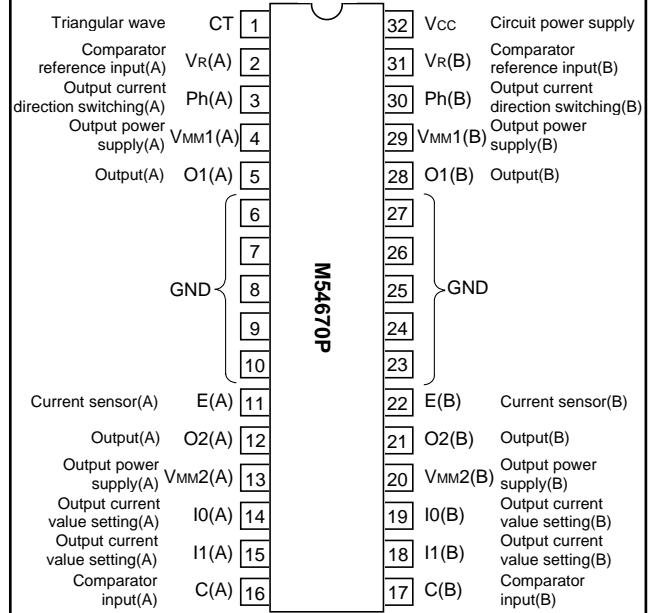 Triangular wave CT 1 32 VCC Circuit power supply
Comparator reference input(A) VR(A) 2 31 VR(B) Comparator reference input(B)
Output current direction switching(A) Ph(A) 3 30 Ph(B) Output current direction switching(B)
Output power supply(A) VMM1(A) 4 29 VMM1(B) Output power supply(B)
Output(A) O1(A) 5 28 O1(B) Output(B)
6 27
7 26
GND 8 25 GND
9 24
10 23
M54670P
Current sensor(A) E(A) 11 22 E(B) Current sensor(B)
Output(A) O2(A) 12 21 O2(B) Output(B)
Output power supply(A) VMM2(A) 13 20 VMM2(B) Output power supply(B)
Output current value setting(A) I0(A) 14 19 I0(B) Output current value setting(B)
Output current value setting(A) I1(A) 15 18 I1(B) Output current value setting(B)
Comparator input(A) C(A) 16 17 C(B) Comparator input(B)